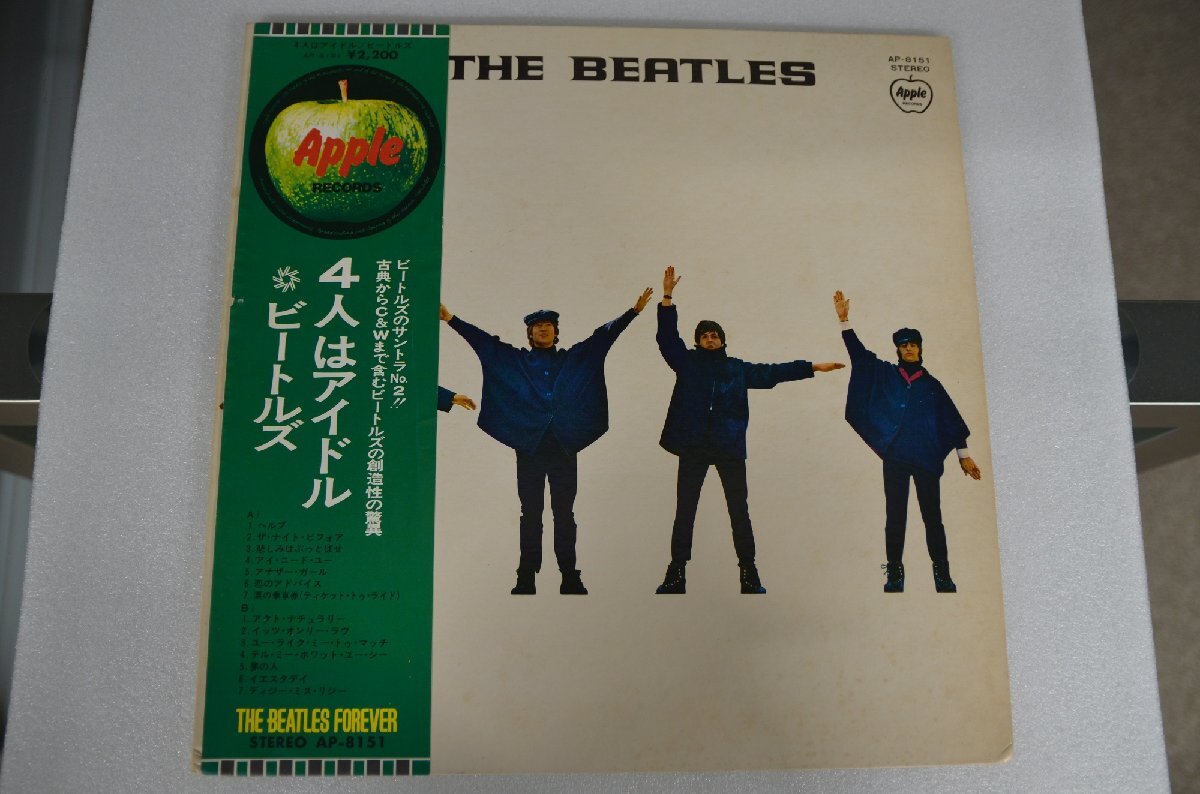 4人はアイドル／ビートルズ
AP-8151 ¥2,200
Apple
RECORDS
ビートルズのサントラNo.2!!
古典からC&Wまで含むビートルズの創造性の驚異
4人はアイドル
ビートルズ
A:
1. ヘルプ
2. ザ・ナイト・ビフォア
3. 悲しみはぶっとばせ
4. アイ・ニード・ユー
5. アナザー・ガール
6. 恋のアドバイス
7. 涙の乗車券(ティケット・トゥ・ライド)
B:
1. アクト・ナチュラリー
2. イッツ・オンリー・ラヴ
3. ユー・ライク・ミー・トゥ・マッチ
4. テル・ミー・ホワット・ユー・シー
5. 夢の人
6. イエスタデイ
7. ディジー・ミス・リジー
THE BEATLES FOREVER
STEREO AP-8151
THE BEATLES
AP-8151
STEREO
Apple
RECORDS